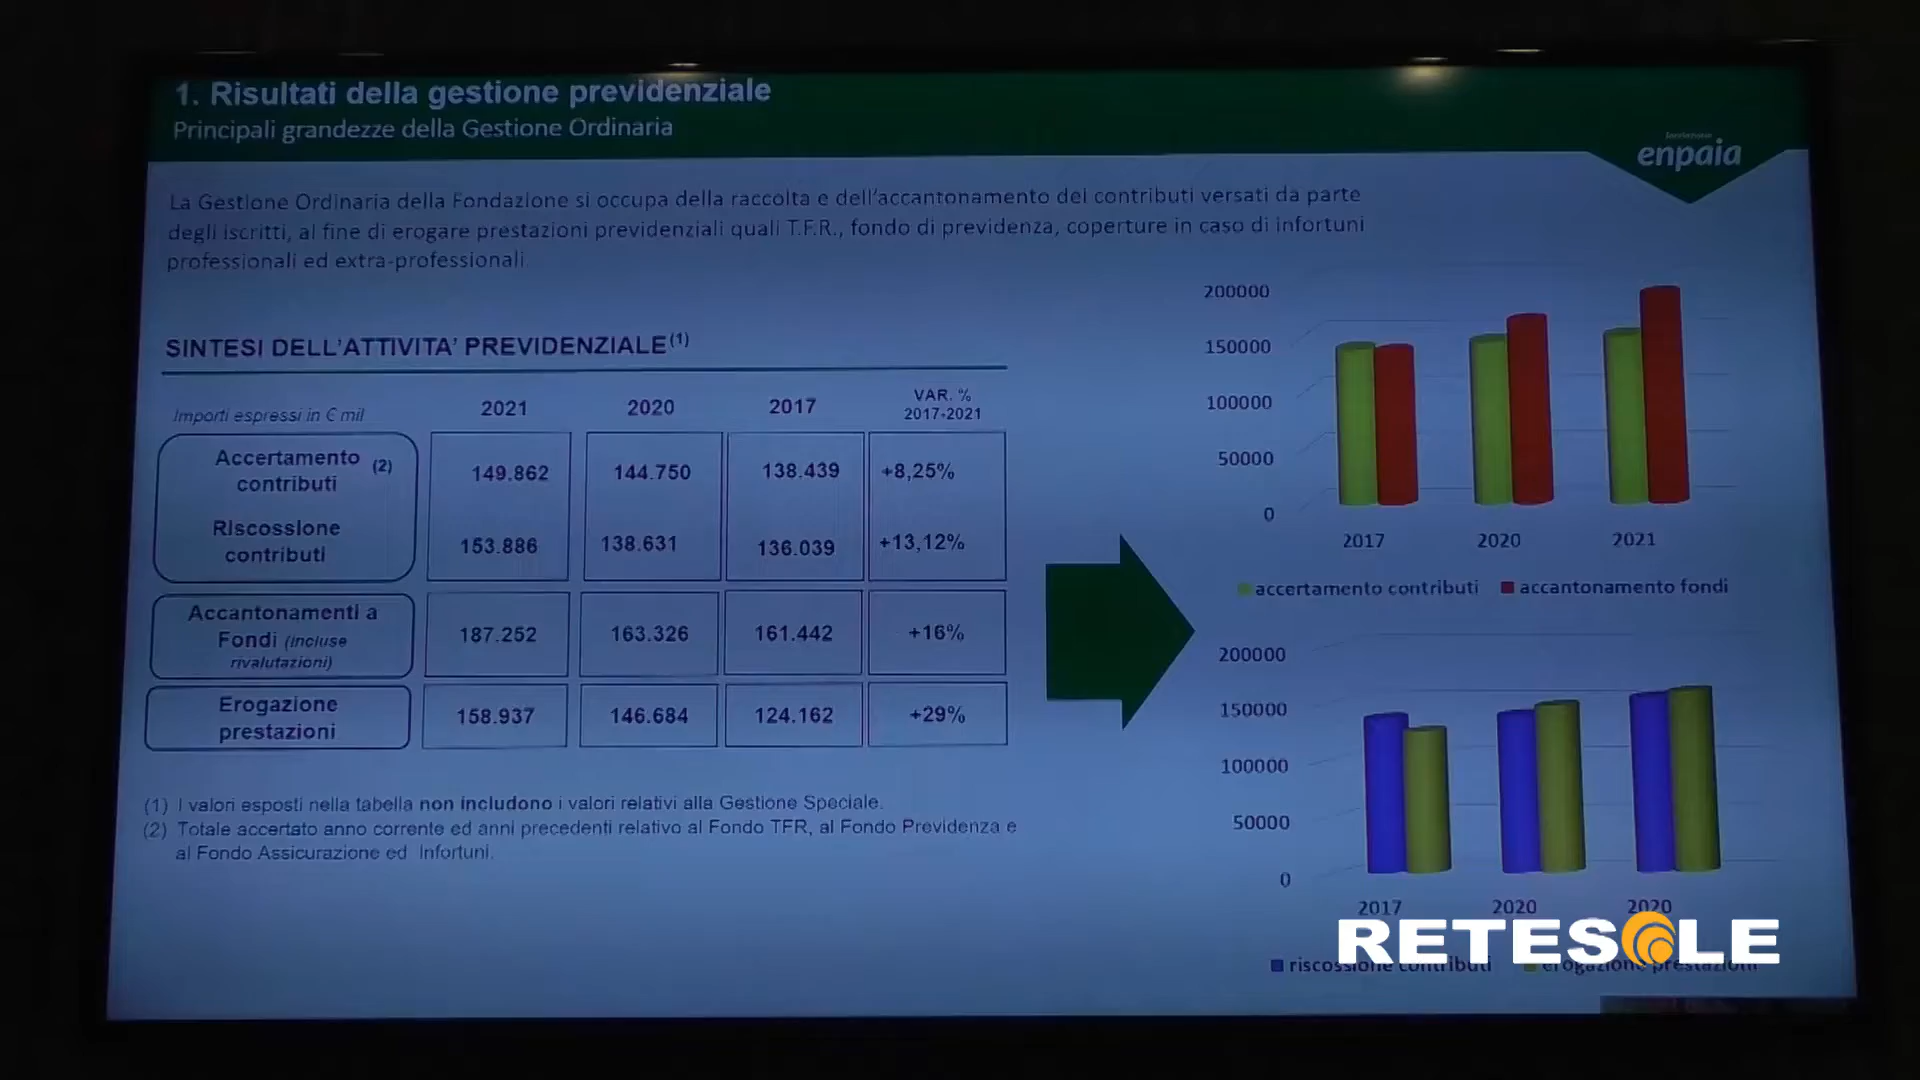 1. Risultati della gestione previdenziale
Principali grandezze della Gestione Ordinaria
fondazione
enpaia
La Gestione Ordinaria della Fondazione si occupa della raccolta e dell'accantonamento dei contributi versati da parte
degli iscritti, al fine di erogare prestazioni previdenziali quali T.F.R., fondo di previdenza, coperture in caso di infortuni
professionali ed extra-professionali
SINTESI DELL'ATTIVITA' PREVIDENZIALE (1)
Importi espressi in € mil 2021 2020 2017 VAR. %
2017-2021
Accertamento (2)
contributi
149.862 144.750 138.439 +8,25%
Riscossione
contributi
153.886 138.631 136.039 +13,12%
Accantonamenti a
Fondi (incluse
rivalutazioni)
187.252 163.326 161.442 +16%
Erogazione
prestazioni
158.937 146.684 124.162 +29%
(1) I valori esposti nella tabella non includono i valori relativi alla Gestione Speciale.
(2) Totale accertato anno corrente ed anni precedenti relativo al Fondo TFR, al Fondo Previdenza e
al Fondo Assicurazione ed Infortuni.
200000
150000
100000
50000
0
2017 2020 2021
accertamento contributi accantonamento fondi
200000
150000
100000
50000
0
2017 2020 2020
riscossione contributi erogazione prestazioni
RETESOLE